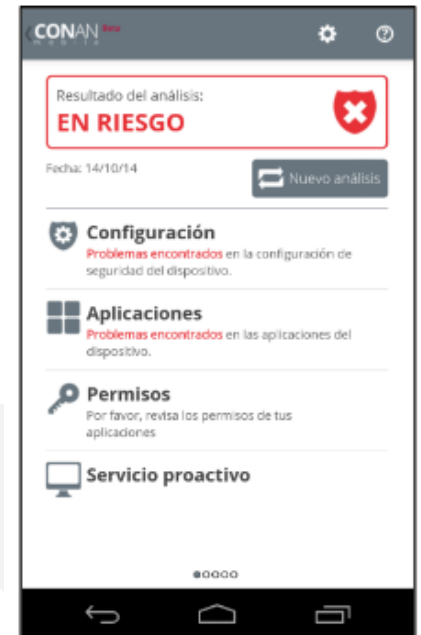 CONAN Beta
mobile
Resultado del análisis:
EN RIESGO
Fecha: 14/10/14
Nuevo análisis
Configuración
Problemas encontrados en la configuración de
seguridad del dispositivo.
Aplicaciones
Problemas encontrados en las aplicaciones del
dispositivo.
Permisos
Por favor, revisa los permisos de tus
aplicaciones
Servicio proactivo